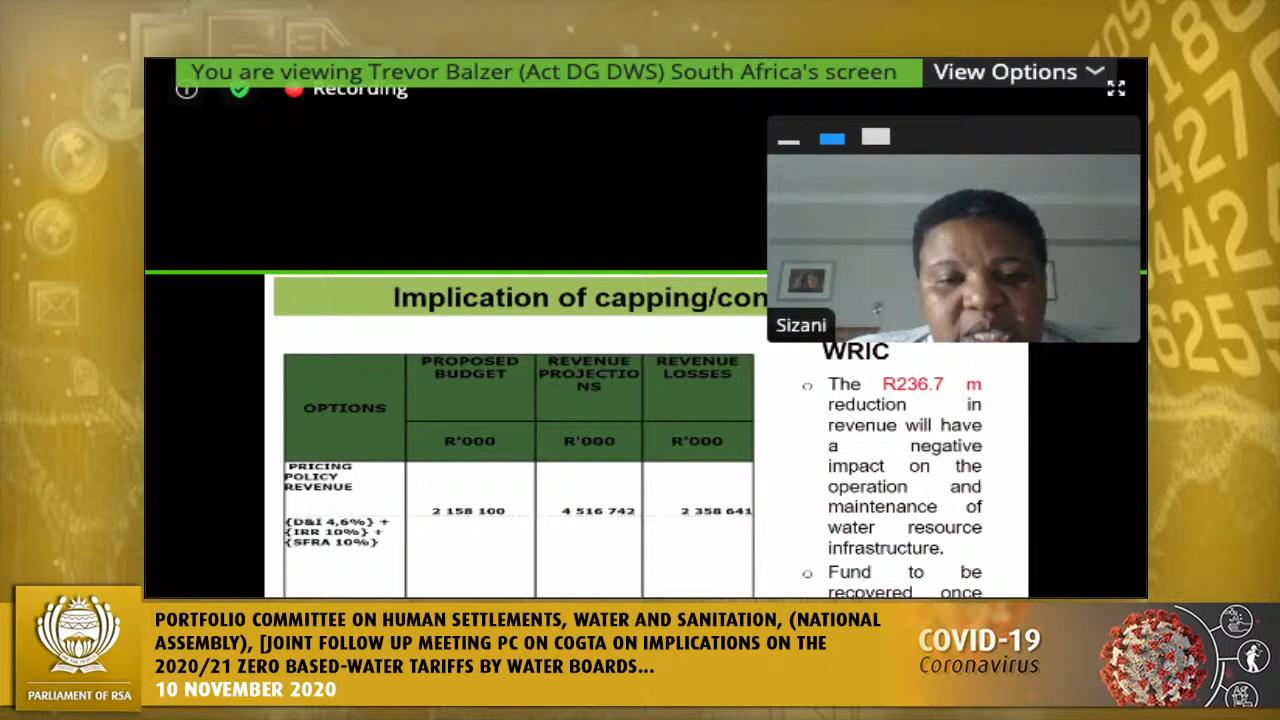 You are viewing Trevor Balzer (Act DG DWS) South Africa's screen
View Options
Recording
Sizani
Implication of capping/con
OPTIONS
PROPOSED BUDGET
REVENUE PROJECTIO NS
REVENUE LOSSES
R'000
R'000
R'000
PRICING
POLICY
REVENUE
2 158 100
4 516 742
2 358 641
{D&I 4,6%} +
{IRR 10%} +
{SFRA 10%}
WRIC
The R236.7 m
reduction in
revenue will have
a negative
impact on the
operation and
maintenance of
water resource
infrastructure.
Fund to be
recovered once
PARLIAMENT OF RSA
PORTFOLIO COMMITTEE ON HUMAN SETTLEMENTS, WATER AND SANITATION, (NATIONAL
ASSEMBLY), [JOINT FOLLOW UP MEETING PC ON COGTA ON IMPLICATIONS ON THE
2020/21 ZERO BASED-WATER TARIFFS BY WATER BOARDS...
10 NOVEMBER 2020
COVID-19
Coronavirus